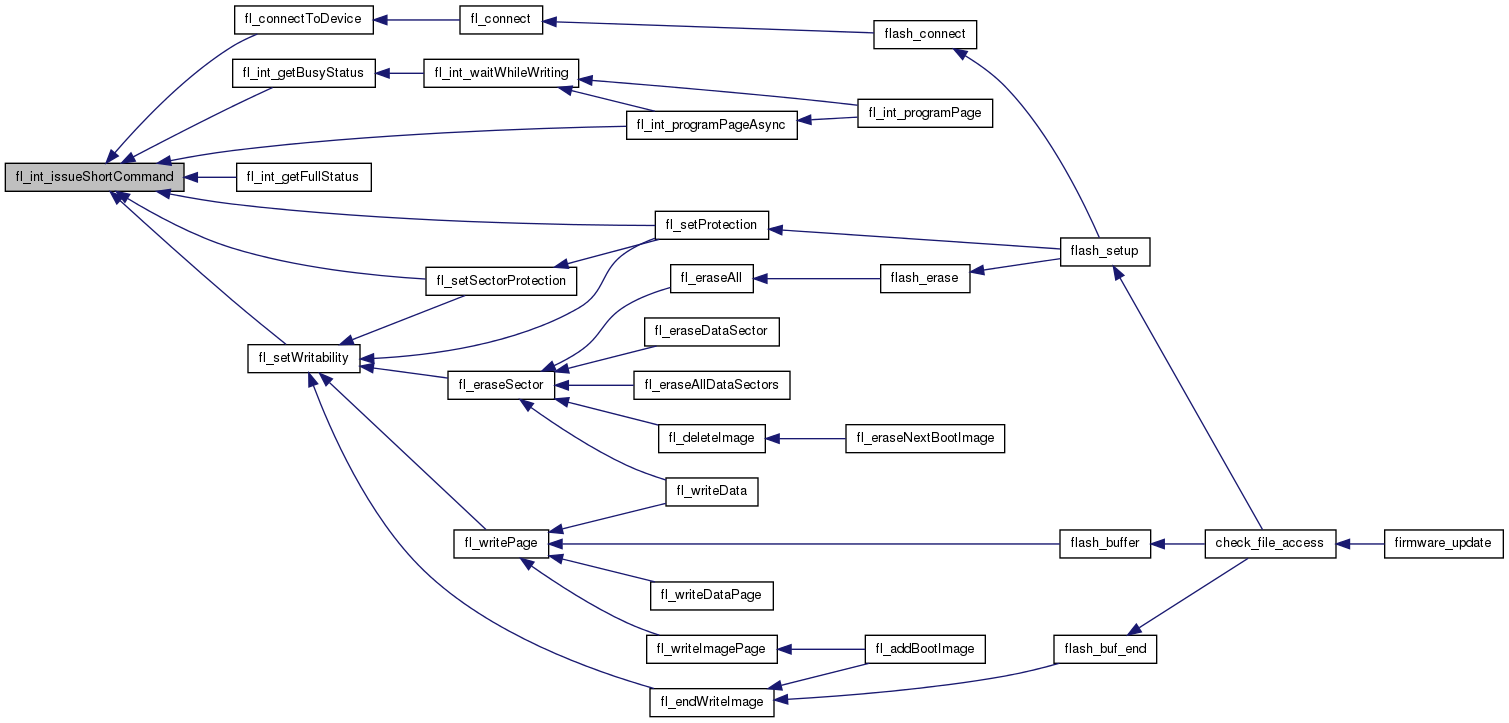 fl_connectToDevice
fl_connect
flash_connect
fl_int_getBusyStatus
fl_int_waitWhileWriting
fl_int_programPage
fl_int_programPageAsync
fl_int_issueShortCommand
fl_int_getFullStatus
fl_setProtection
flash_setup
fl_setSectorProtection
fl_eraseAll
flash_erase
fl_eraseDataSector
fl_setWritability
fl_eraseSector
fl_eraseAllDataSectors
fl_deleteImage
fl_eraseNextBootImage
fl_writeData
fl_writePage
flash_buffer
check_file_access
firmware_update
fl_writeDataPage
fl_writeImagePage
fl_addBootImage
flash_buf_end
fl_endWriteImage